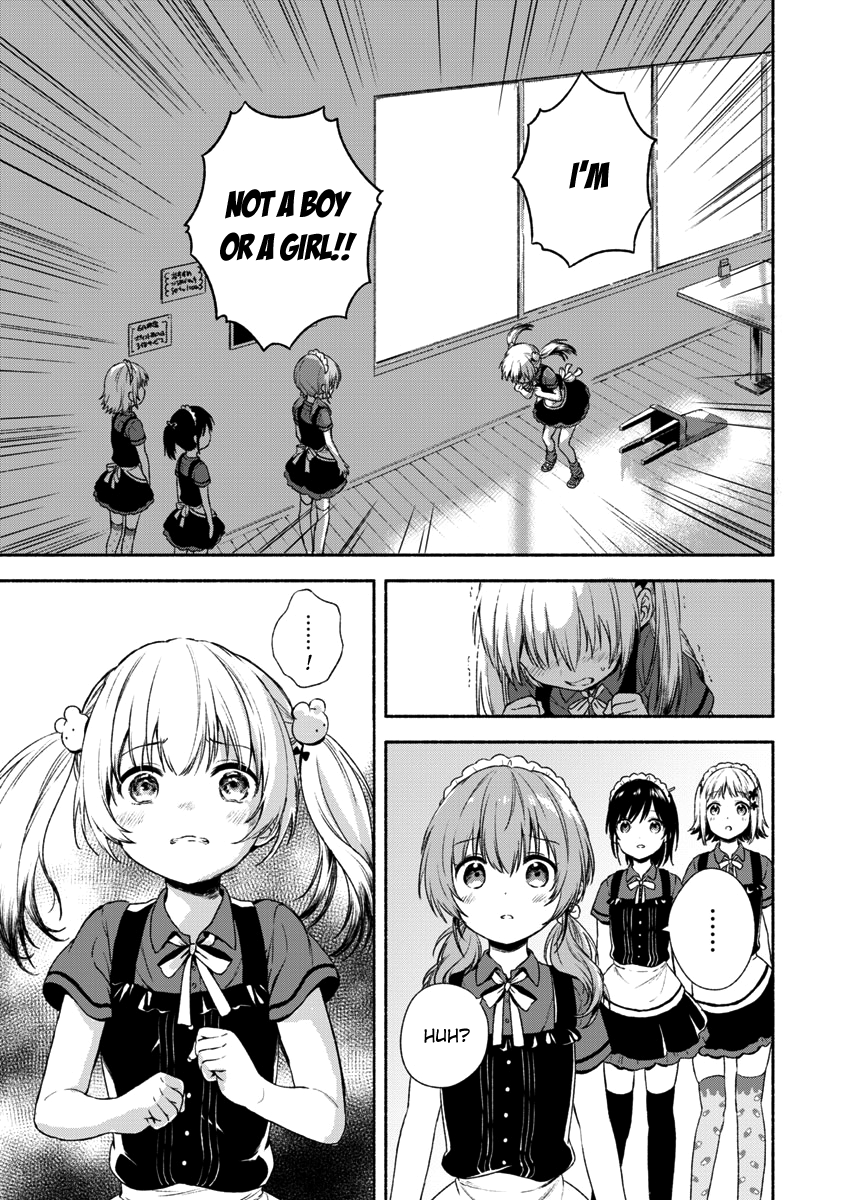 I'M
NOT A BOY
OR A GIRL!!
......!
......
HUH?